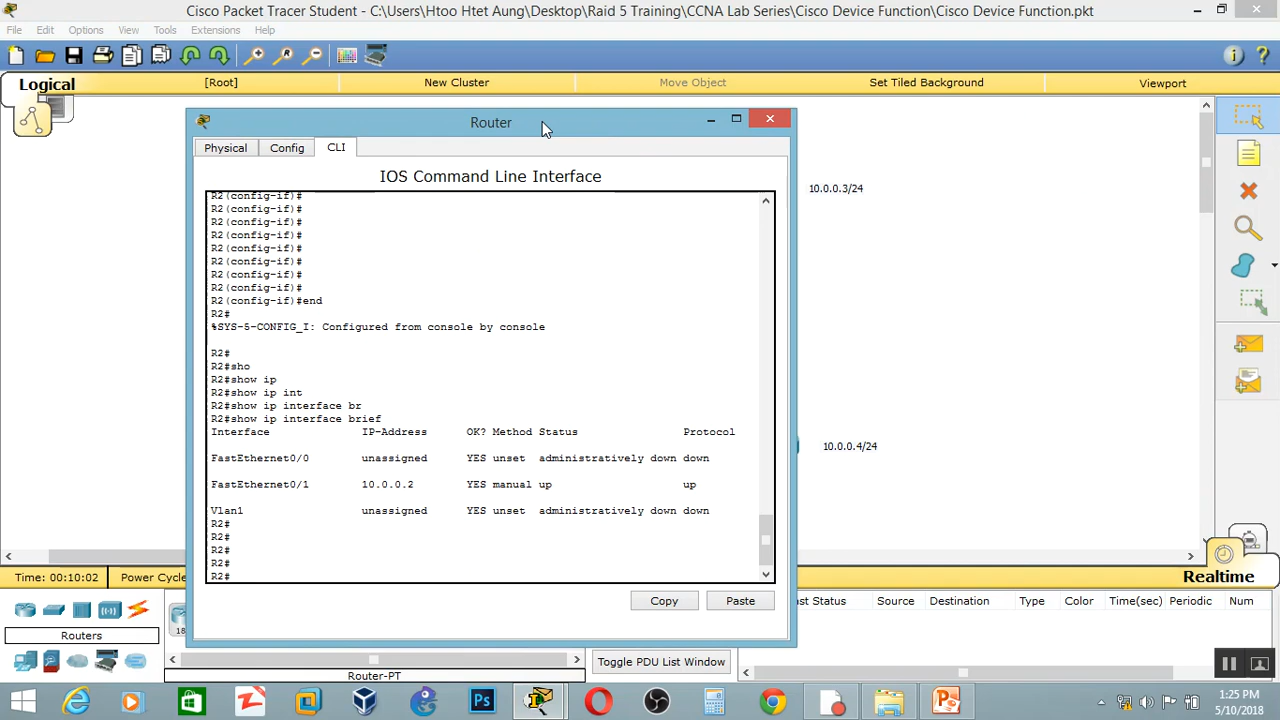 Cisco Packet Tracer Student - C:\Users\Htoo Htet Aung\Desktop\Raid 5 Training\CCNA Lab Series\Cisco Device Function\Cisco Device Function.pkt
File Edit Options View Tools Extensions Help
Logical [Root] New Cluster Move Object Set Tiled Background Viewport
Router
Physical Config CLI
IOS Command Line Interface
R2(config-if)#
R2(config-if)#
R2(config-if)#
R2(config-if)#
R2(config-if)#
R2(config-if)#
R2(config-if)#
R2(config-if)#
R2(config-if)#end
R2#
%SYS-5-CONFIG_I: Configured from console by console
R2#
R2#sho
R2#show ip
R2#show ip int
R2#show ip interface br
R2#show ip interface brief
Interface IP-Address OK? Method Status Protocol
FastEthernet0/0 unassigned YES unset administratively down down
FastEthernet0/1 10.0.0.2 YES manual up up
Vlan1 unassigned YES unset administratively down down
R2#
R2#
R2#
R2#
R2#
Copy Paste
10.0.0.3/24
10.0.0.4/24
Time: 00:10:02 Power Cycle
Realtime
Routers
18
Toggle PDU List Window
Router-PT
ast Status Source Destination Type Color Time(sec) Periodic Num
Ps
1:25 PM
5/10/2018